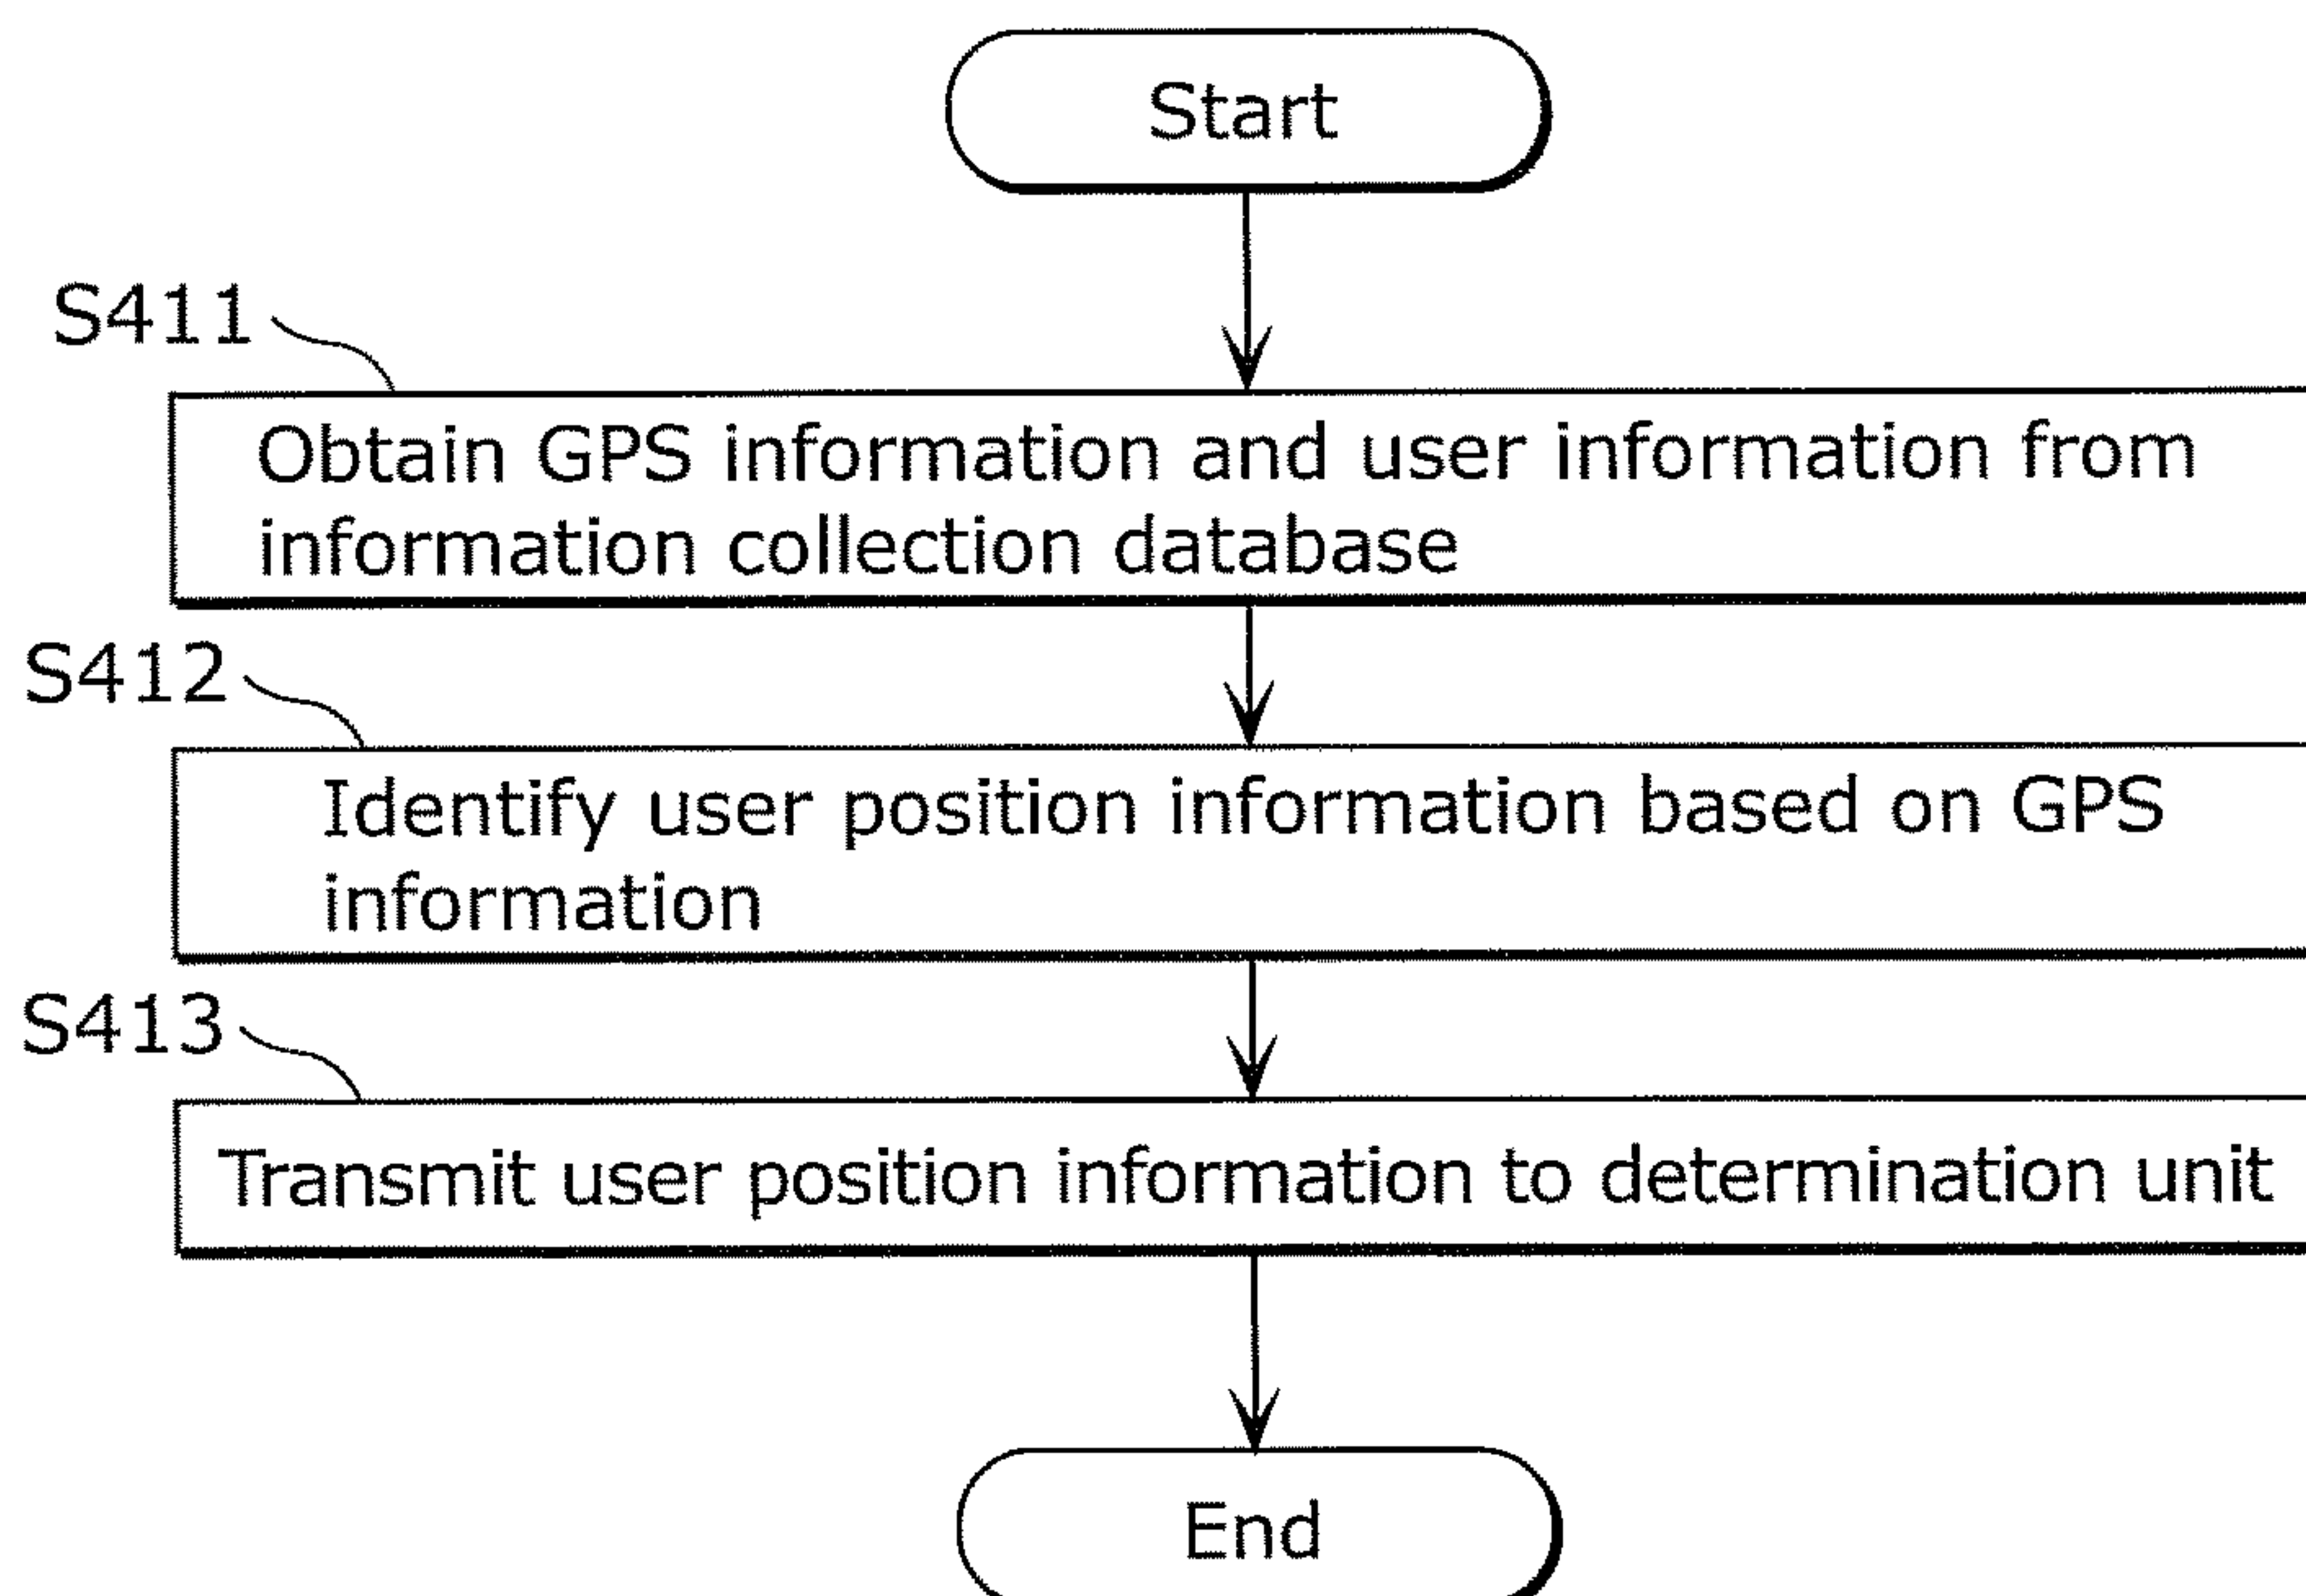 Start
S411
Obtain GPS information and user information from
information collection database
S412
Identify user position information based on GPS
information
S413
Transmit user position information to determination unit
End